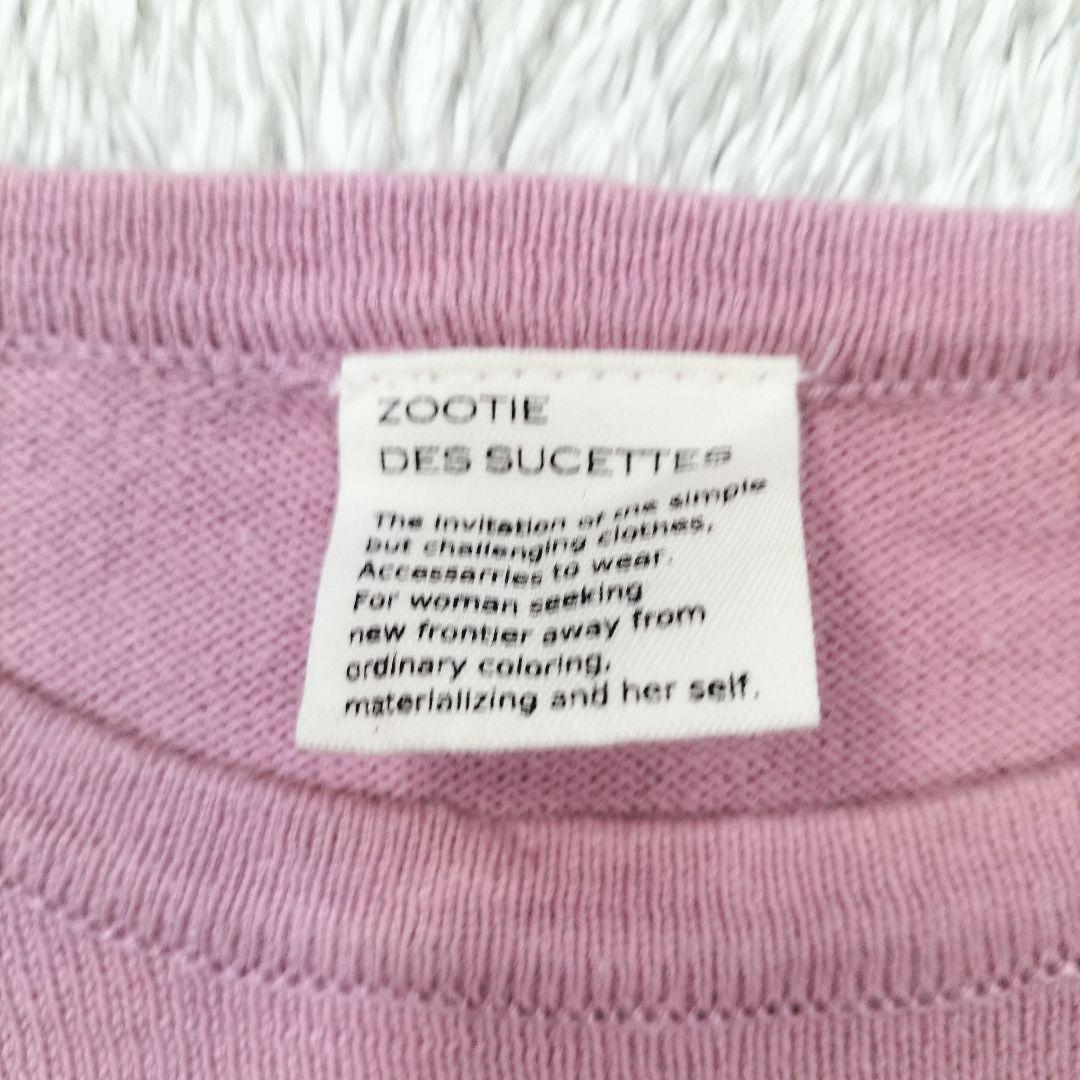 ZOOTIE
DES SUCETTES
The invitation of the simple
but challenging clothes,
Accessarries to wear.
For woman seeking
new frontier away from
ordinary coloring,
materializing and her self.